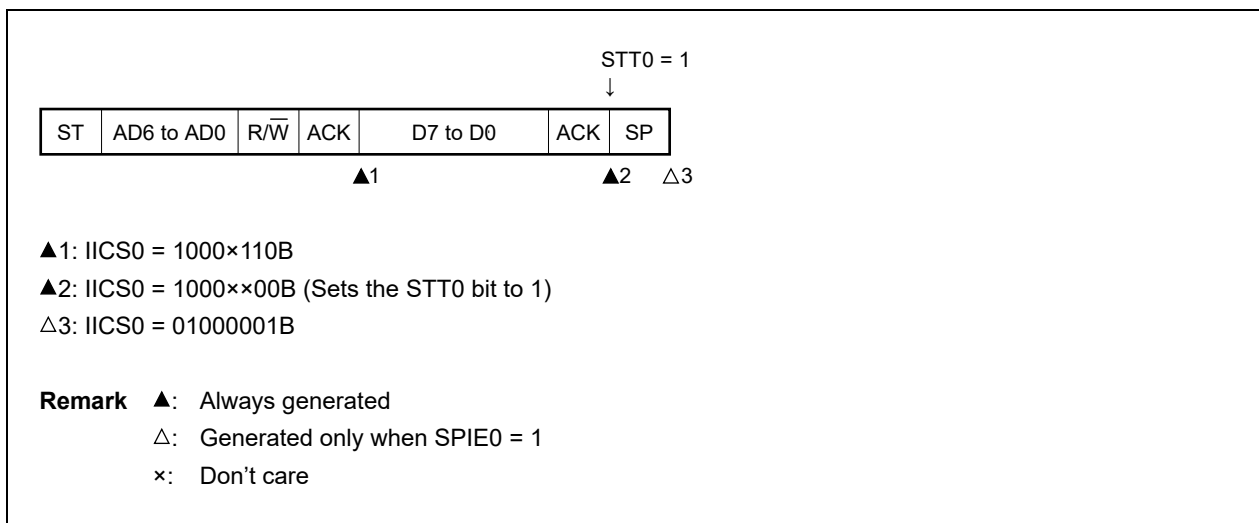 STT0 = 1
↓
ST AD6 to AD0 R/W̅ ACK D7 to D0 ACK SP
▲1 ▲2 △3
▲1: IICS0 = 1000×110B
▲2: IICS0 = 1000××00B (Sets the STT0 bit to 1)
△3: IICS0 = 01000001B
Remark ▲: Always generated
△: Generated only when SPIE0 = 1
×: Don’t care